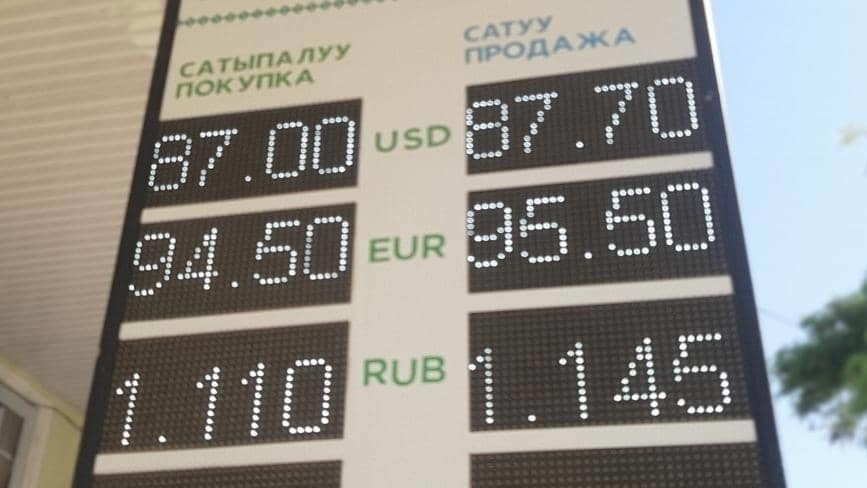 САТЫПАЛУУ
ПОКУПКА
САТУУ
ПРОДАЖА
87.00 USD 87.70
94.50 EUR 95.50
1.110 RUB 1.145